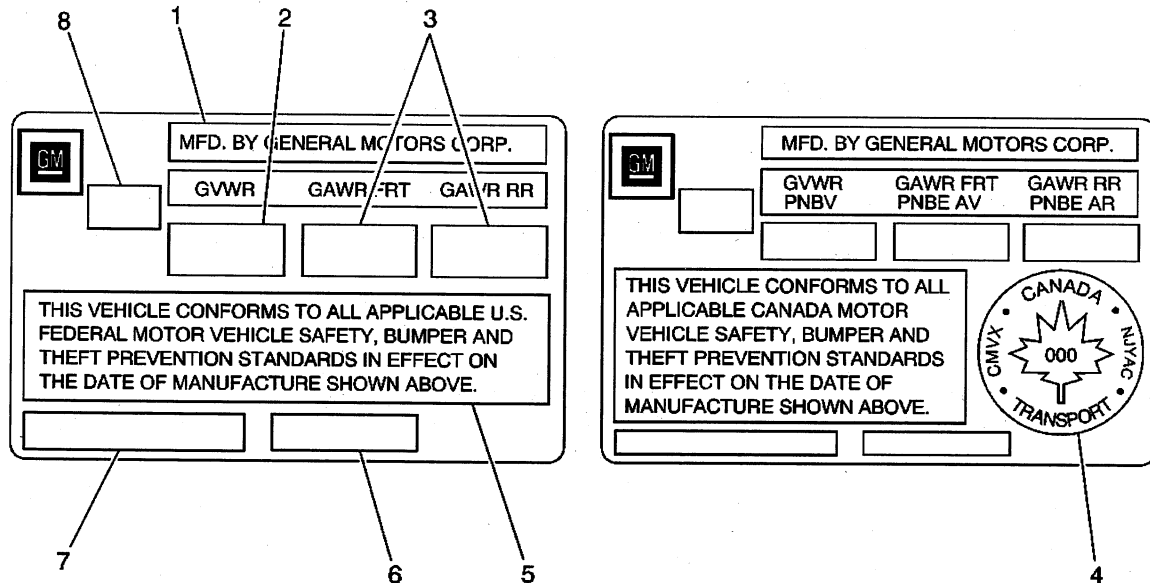 8
1
2
3
GM
MFD. BY GENERAL MOTORS CORP.
GVWR GAWR FRT GAWR RR
THIS VEHICLE CONFORMS TO ALL APPLICABLE U.S.
FEDERAL MOTOR VEHICLE SAFETY, BUMPER AND
THEFT PREVENTION STANDARDS IN EFFECT ON
THE DATE OF MANUFACTURE SHOWN ABOVE.
7
6
5
GM
MFD. BY GENERAL MOTORS CORP.
GVWR GAWR FRT GAWR RR
PNBV PNBE AV PNBE AR
THIS VEHICLE CONFORMS TO ALL
APPLICABLE CANADA MOTOR
VEHICLE SAFETY, BUMPER AND
THEFT PREVENTION STANDARDS
IN EFFECT ON THE DATE OF
MANUFACTURE SHOWN ABOVE.
CANADA • NJYAC • TRANSPORT • CMVX •
000
4